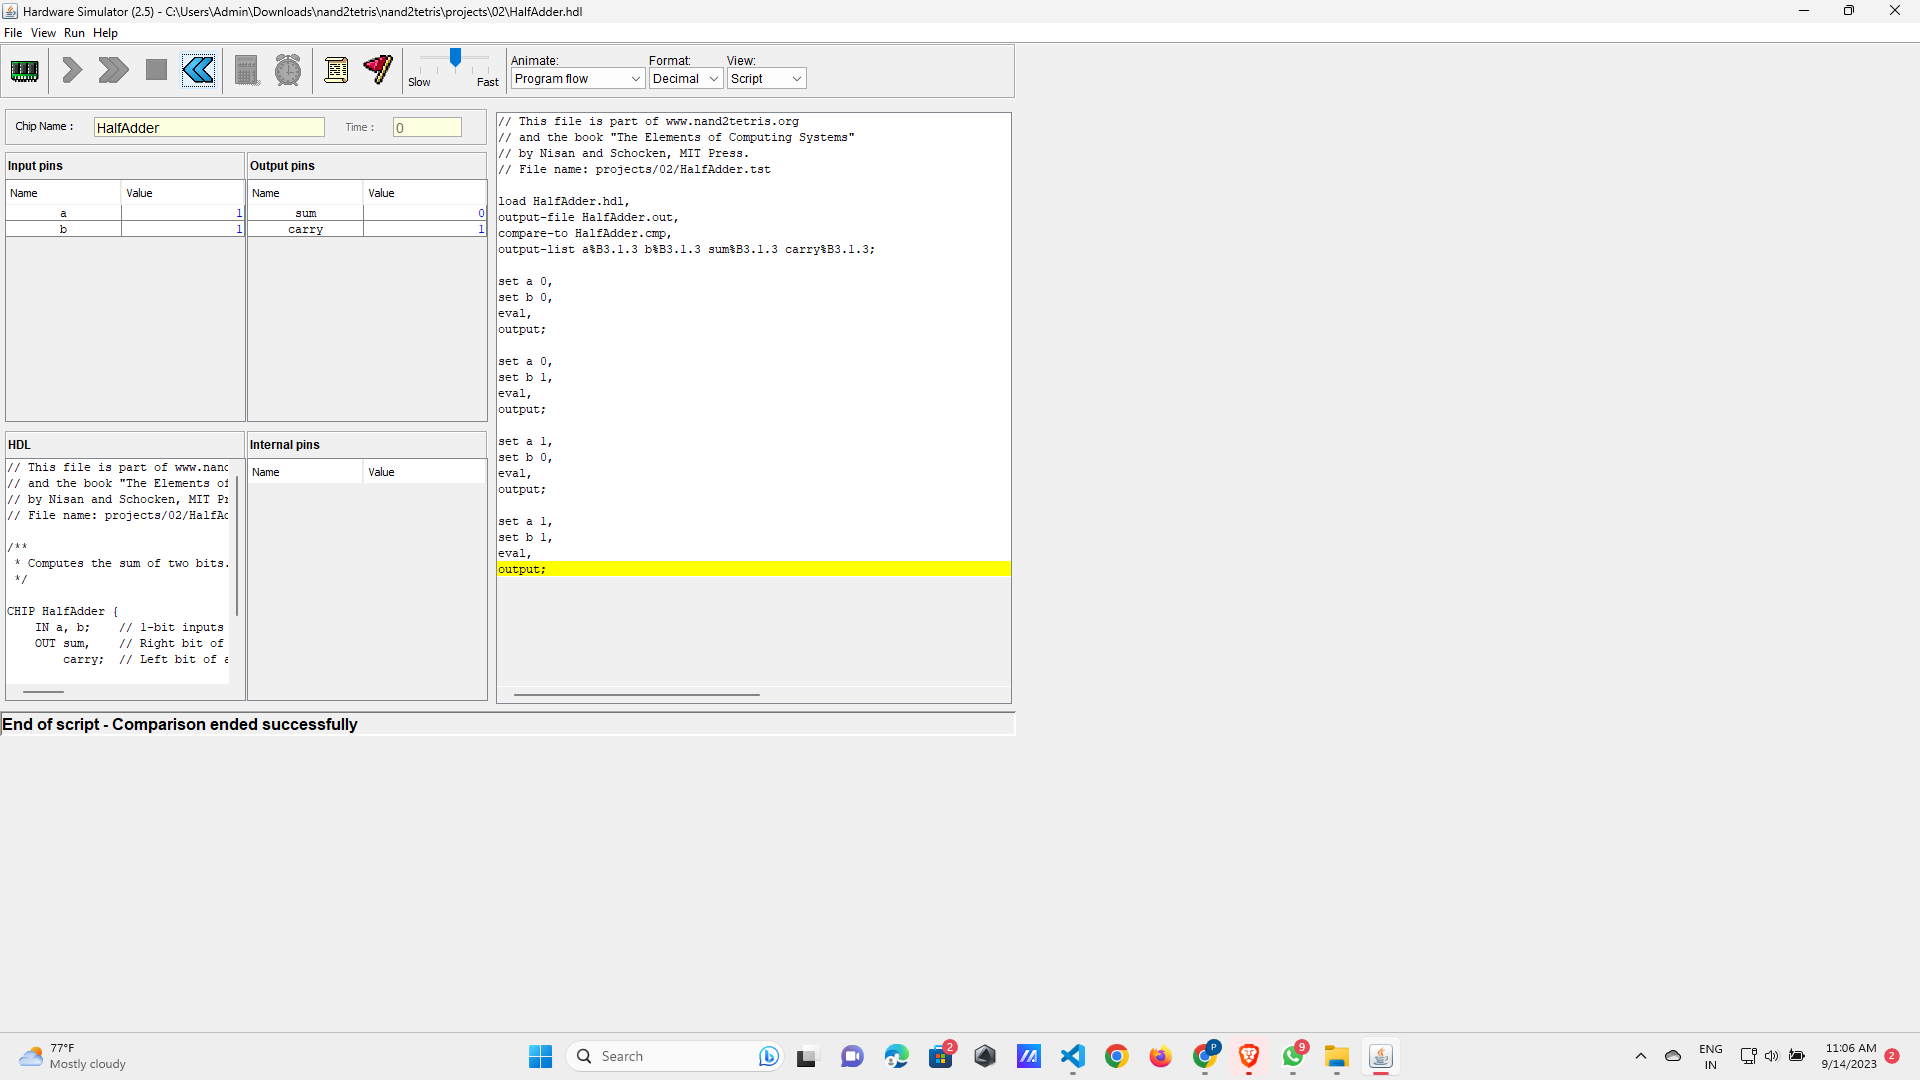 Hardware Simulator (2.5) - C:\Users\Admin\Downloads\nand2tetris\nand2tetris\projects\02\HalfAdder.hdl
File View Run Help
Slow Fast
Animate: Format: View:
Program flow Decimal Script
Chip Name : HalfAdder Time : 0
Input pins
Name Value
a 1
b 1
Output pins
Name Value
sum 0
carry 1
HDL
// This file is part of www.nand
// and the book "The Elements of
// by Nisan and Schocken, MIT Pr
// File name: projects/02/HalfAd
/**
* Computes the sum of two bits.
*/
CHIP HalfAdder {
IN a, b; // 1-bit inputs
OUT sum, // Right bit of
carry; // Left bit of a
Internal pins
Name Value
// This file is part of www.nand2tetris.org
// and the book "The Elements of Computing Systems"
// by Nisan and Schocken, MIT Press.
// File name: projects/02/HalfAdder.tst
load HalfAdder.hdl,
output-file HalfAdder.out,
compare-to HalfAdder.cmp,
output-list a%B3.1.3 b%B3.1.3 sum%B3.1.3 carry%B3.1.3;
set a 0,
set b 0,
eval,
output;
set a 0,
set b 1,
eval,
output;
set a 1,
set b 0,
eval,
output;
set a 1,
set b 1,
eval,
output;
End of script - Comparison ended successfully
77°F
Mostly cloudy
Search
2
P
9
ENG
IN
11:06 AM
9/14/2023
2